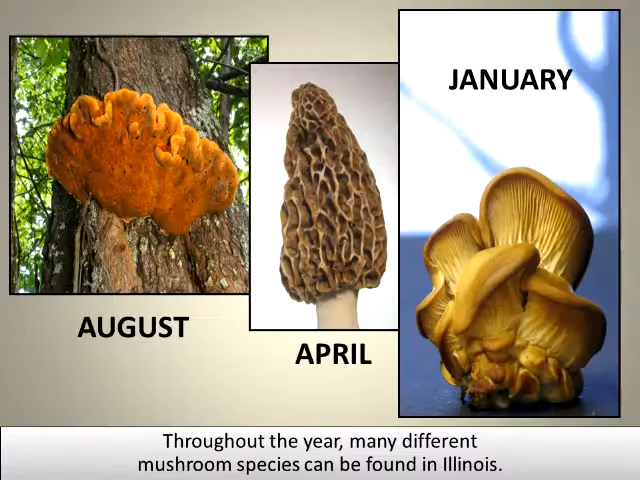 JANUARY
AUGUST
APRIL
Throughout the year, many different
mushroom species can be found in Illinois.